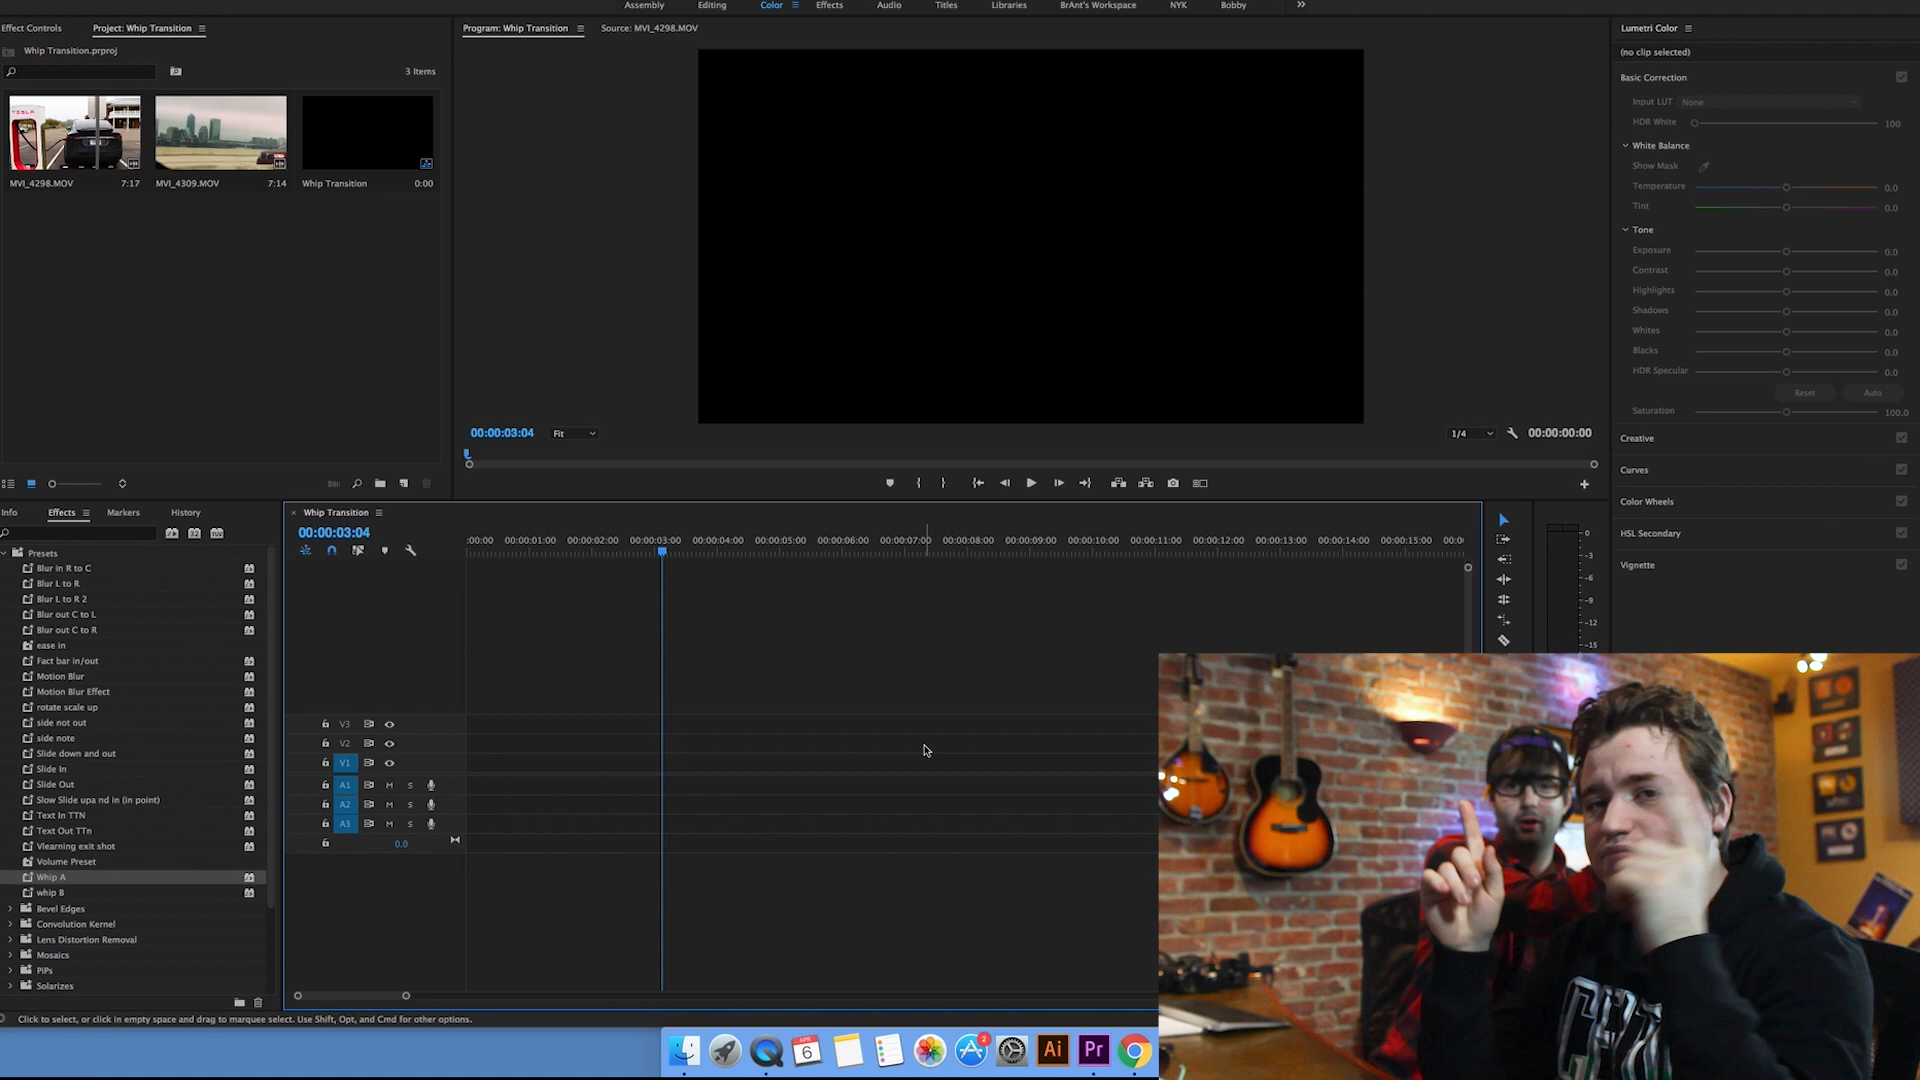 Assembly Editing Color Effects Audio Titles Libraries BrAnt's Workspace NYK Bobby
Effect Controls Project: Whip Transition
Whip Transition.prproj
3 Items
MVI_4298.MOV 7:17 MVI_4309.MOV 7:14 Whip Transition 0:00
Program: Whip Transition Source: MVI_4298.MOV
00:00:03:04 Fit 1/4 00:00:00:00
Lumetri Color
(no clip selected)
Basic Correction
Input LUT None
HDR White 100
White Balance
Show Mask
Temperature 0.0
Tint 0.0
Tone
Exposure 0.0
Contrast 0.0
Highlights 0.0
Shadows 0.0
Whites 0.0
Blacks 0.0
HDR Specular 0.0
Reset Auto
Saturation 100.0
Creative
Curves
Color Wheels
HSL Secondary
Vignette
Info Effects Markers History
Presets
Blur in R to C
Blur L to R
Blur L to R 2
Blur out C to L
Blur out C to R
ease in
Fact bar in/out
Motion Blur
Motion Blur Effect
rotate scale up
side not out
side note
Slide down and out
Slide In
Slide Out
Slow Slide upa nd in (in point)
Text In TTN
Text Out TTn
Vlearning exit shot
Volume Preset
Whip A
whip B
Bevel Edges
Convolution Kernel
Lens Distortion Removal
Mosaics
PiPs
Solarizes
Whip Transition
00:00:03:04
:00:00 00:00:01:00 00:00:02:00 00:00:03:00 00:00:04:00 00:00:05:00 00:00:06:00 00:00:07:00 00:00:08:00 00:00:09:00 00:00:10:00 00:00:11:00 00:00:12:00 00:00:13:00 00:00:14:00 00:00:15:00 00:0
V3
V2
V1
A1 M S
A2 M S
A3 M S
0.0
0
-3
-6
-9
-12
-15
Click to select, or click in empty space and drag to marquee select. Use Shift, Opt, and Cmd for other options.
APR
6
2
Ai
Pr